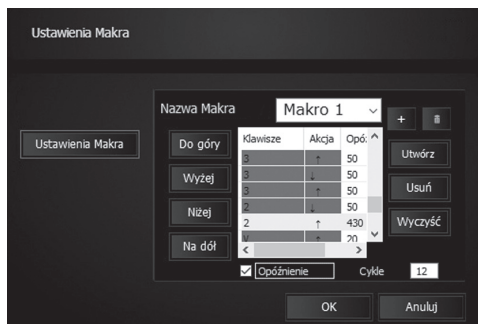 Ustawienia Makra
Nazwa Makra Makro 1
+
Ustawienia Makra
Do góry
Wyżej
Niżej
Na dół
Klawisze Akcja Opó:
3 ↑ 50
3 ↓ 50
3 ↑ 50
2 ↓ 50
2 ↑ 430
V ↑ 20
Utwórz
Usuń
Wyczyść
Opóźnienie
Cykle 12
OK
Anuluj